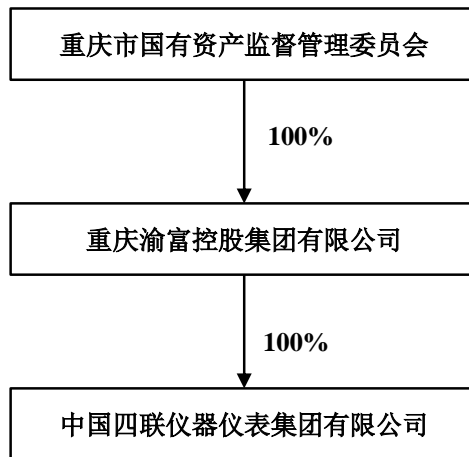 重庆市国有资产监督管理委员会
100%
重庆渝富控股集团有限公司
100%
中国四联仪器仪表集团有限公司